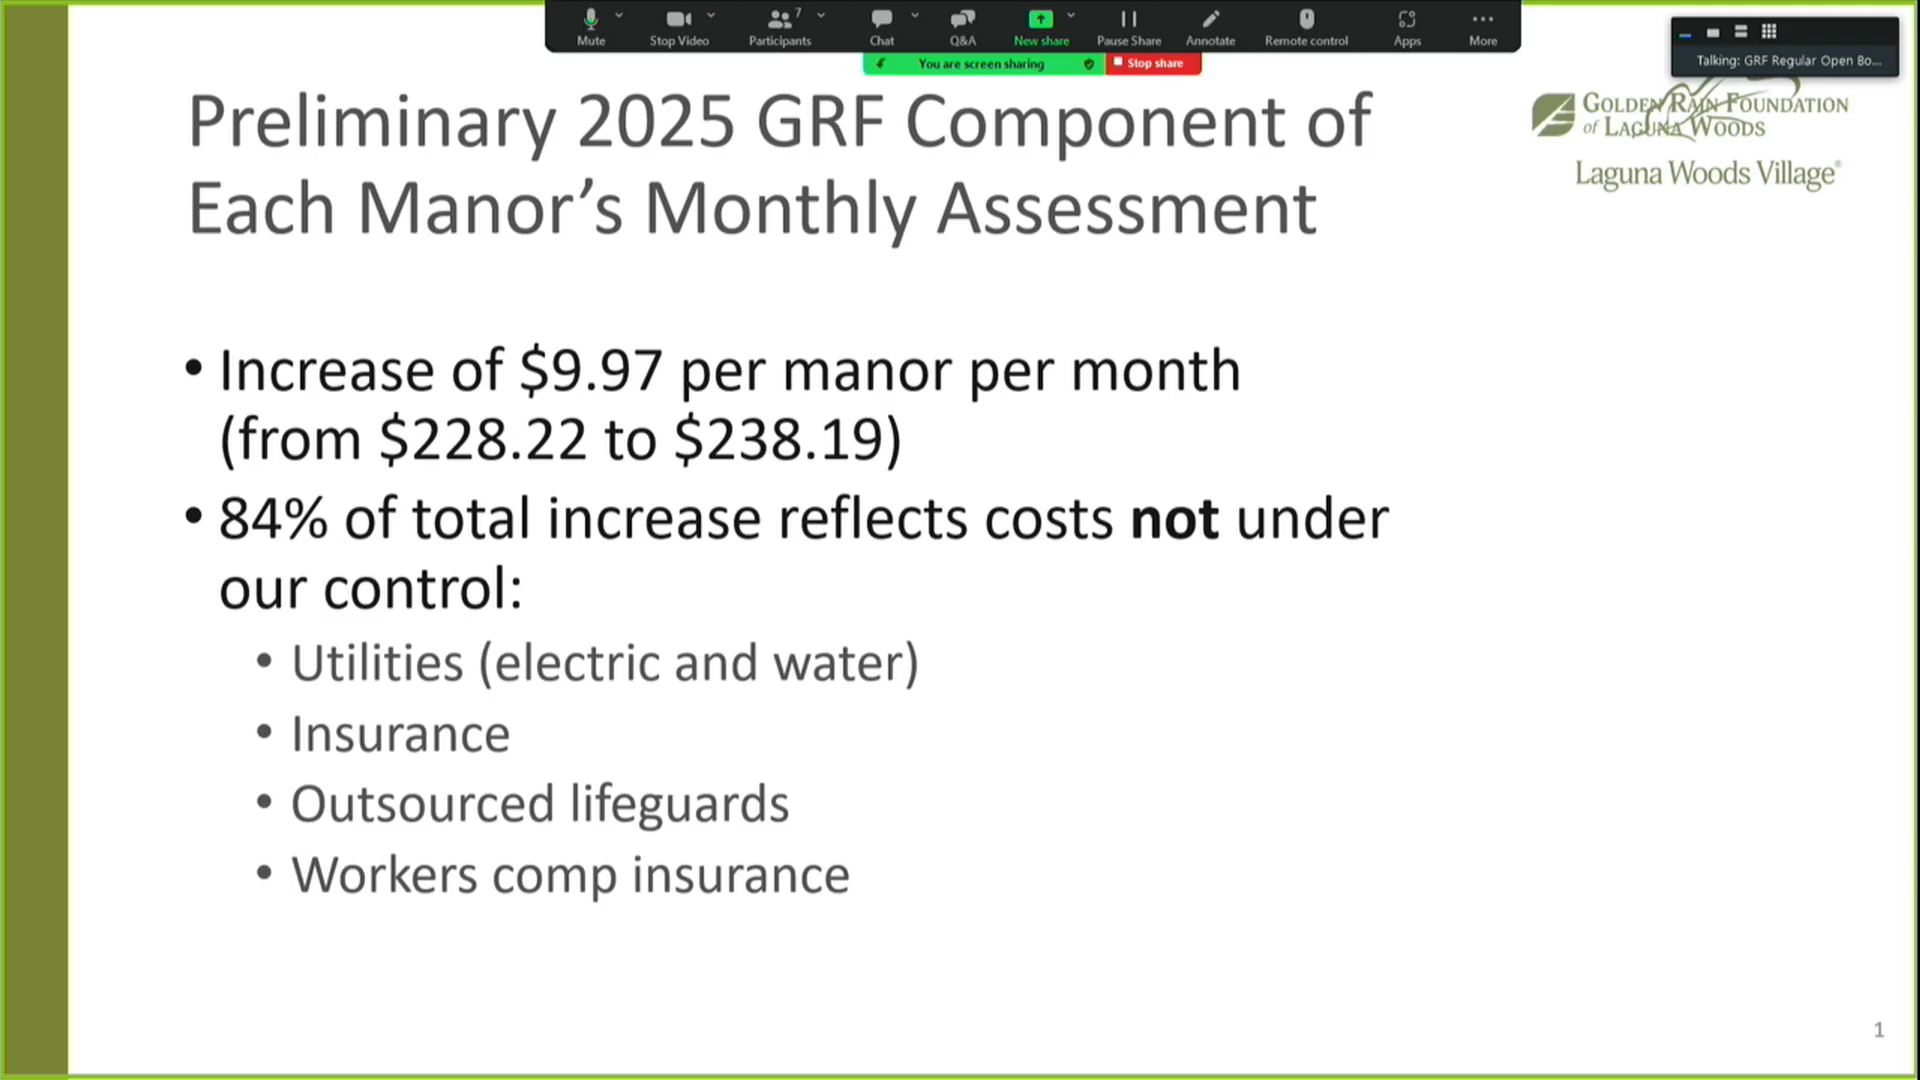 Mute
Stop Video
7
Participants
Chat
Q&A
New share
Pause Share
Annotate
Remote control
Apps
More
You are screen sharing
Stop share
Talking: GRF Regular Open Bo...
Preliminary 2025 GRF Component of
Each Manor’s Monthly Assessment
GOLDEN RAIN FOUNDATION
of LAGUNA WOODS
Laguna Woods Village®
• Increase of $9.97 per manor per month
(from $228.22 to $238.19)
• 84% of total increase reflects costs not under
our control:
• Utilities (electric and water)
• Insurance
• Outsourced lifeguards
• Workers comp insurance
1